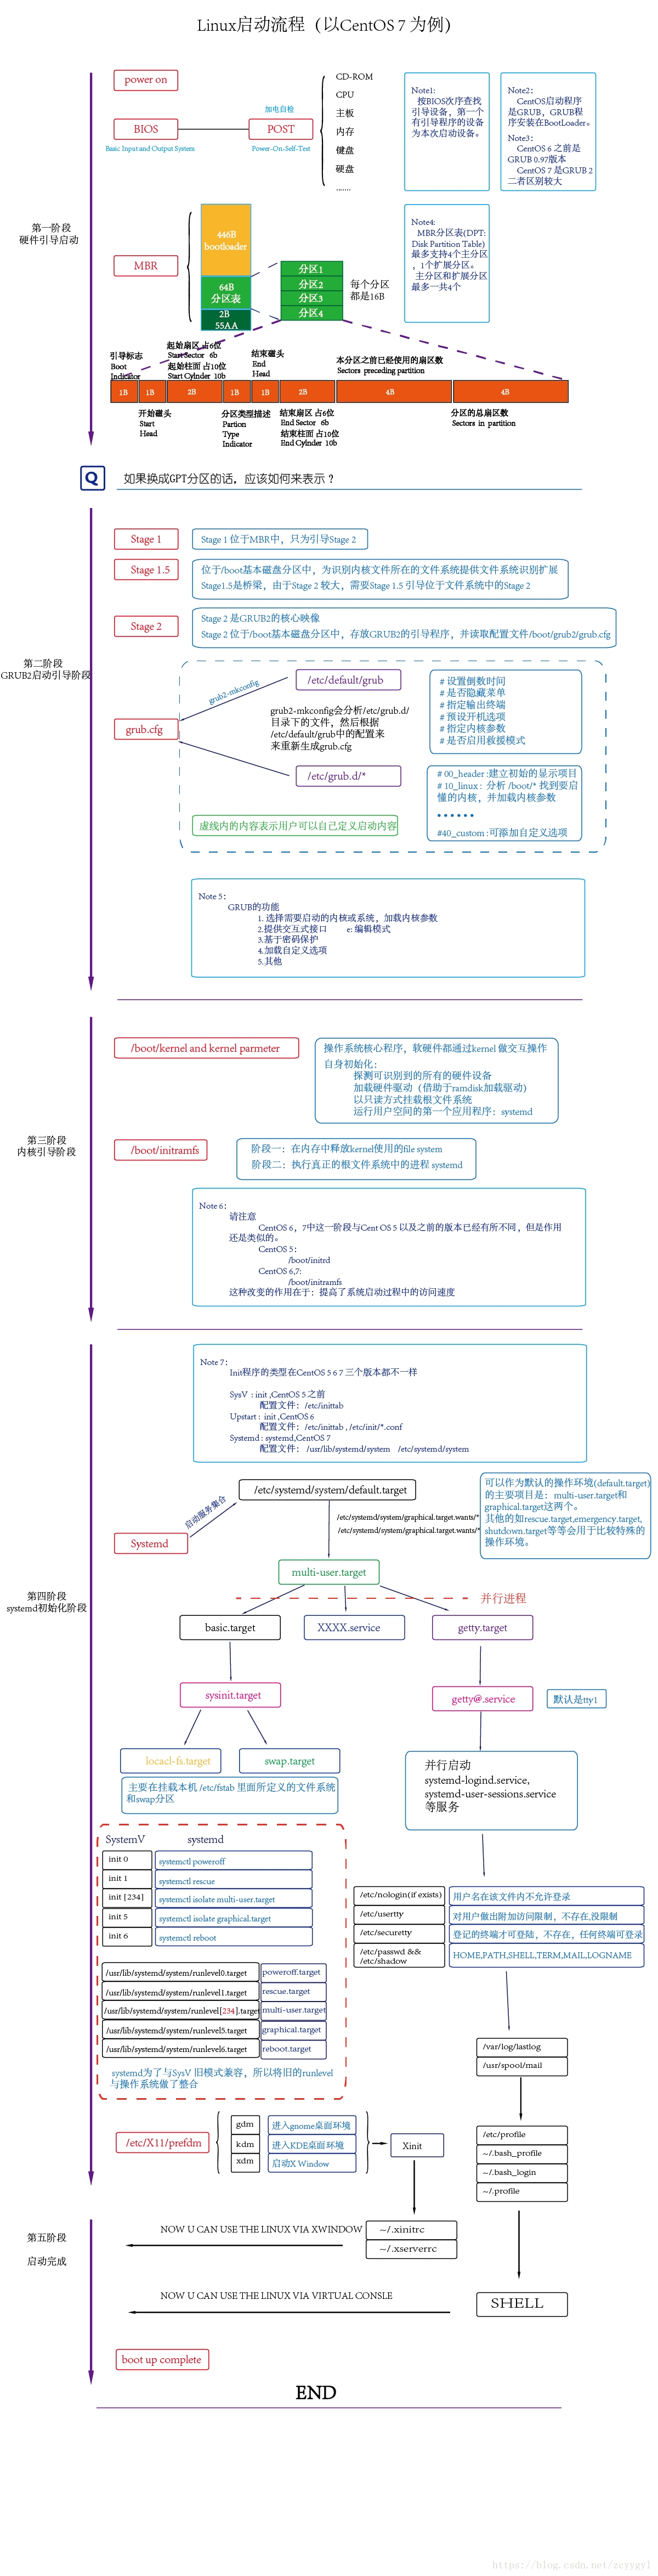 Linux启动流程（以CentOS 7 为例）
power on
CD-ROM
CPU
主板
内存
键盘
硬盘
.......
加电自检
BIOS
POST
Basic Input and Output System
Power-On-Self-Test
Note1:
按BIOS次序查找
引导设备，第一个
有引导程序的设备
为本次启动设备。
Note2:
CentOS启动程序
是GRUB，GRUB程
序安装在BootLoader。
Note3:
CentOS 6 之前是
GRUB 0.97版本
CentOS 7 是GRUB 2
二者区别较大
第一阶段
硬件引导启动
MBR
446B
bootloader
64B
分区表
2B
55AA
分区1
分区2
分区3
分区4
每个分区
都是16B
Note4:
MBR分区表(DPT:
Disk Partition Table)
最多支持4个主分区
，1个扩展分区。
主分区和扩展分区
最多一共4个
引导标志
Boot
Indicator
起始扇区 占6位
Start Sector 6b
起始柱面 占10位
Start Cylnder 10b
结束磁头
End
Head
本分区之前已经使用的扇区数
Sectors preceding partition
1B
1B
2B
1B
1B
2B
4B
4B
开始磁头
Start
Head
分区类型描述
Partion
Type
Indicator
结束扇区 占6位
End Sector 6b
结束柱面 占10位
End Cylnder 10b
分区的总扇区数
Sectors in partition
Q
如果换成GPT分区的话，应该如何来表示？
Stage 1
Stage 1 位于MBR中，只为引导Stage 2
Stage 1.5
位于/boot基本磁盘分区中，为识别内核文件所在的文件系统提供文件系统识别扩展
Stage1.5是桥梁，由于Stage 2 较大，需要Stage 1.5 引导位于文件系统中的Stage 2
Stage 2
Stage 2 是GRUB2的核心映像
Stage 2 位于/boot基本磁盘分区中，存放GRUB2的引导程序，并读取配置文件/boot/grub2/grub.cfg
第二阶段
GRUB2启动引导阶段
grub.cfg
grub2-mkconfig
/etc/default/grub
grub2-mkconfig会分析/etc/grub.d/
目录下的文件，然后根据
/etc/default/grub中的配置来
来重新生成grub.cfg
/etc/grub.d/*
# 设置倒数时间
# 是否隐藏菜单
# 指定输出终端
# 预设开机选项
# 指定内核参数
# 是否启用救援模式
# 00_header :建立初始的显示项目
# 10_linux : 分析 /boot/* 找到要启
懂的内核，并加载内核参数
••••••
#40_custom :可添加自定义选项
虚线内的内容表示用户可以自己定义启动内容
Note 5:
GRUB的功能
1. 选择需要启动的内核或系统，加载内核参数
2.提供交互式接口 e: 编辑模式
3.基于密码保护
4.加载自定义选项
5.其他
/boot/kernel and kernel parmeter
操作系统核心程序，软硬件都通过kernel 做交互操作
自身初始化：
探测可识别到的所有的硬件设备
加载硬件驱动（借助于ramdisk加载驱动）
以只读方式挂载根文件系统
运行用户空间的第一个应用程序：systemd
第三阶段
内核引导阶段
/boot/initramfs
阶段一：在内存中释放kernel使用的file system
阶段二：执行真正的根文件系统中的进程 systemd
Note 6:
请注意
CentOS 6，7中这一阶段与Cent OS 5 以及之前的版本已经有所不同，但是作用
还是类似的。
CentOS 5：
/boot/initrd
CentOS 6,7:
/boot/initramfs
这种改变的作用在于：提高了系统启动过程中的访问速度
Note 7:
Init程序的类型在CentOS 5 6 7 三个版本都不一样
SysV : init ,CentOS 5 之前
配置文件：/etc/inittab
Upstart : init ,CentOS 6
配置文件：/etc/inittab , /etc/init/*.conf
Systemd : systemd,CentOS 7
配置文件： /usr/lib/systemd/system /etc/systemd/system
/etc/systemd/system/default.target
可以作为默认的操作环境(default.target)
的主要项目是：multi-user.target和
graphical.target这两个。
其他的如rescue.target,emergency.target,
shutdown.target等等会用于比较特殊的
操作环境。
启动服务集合
Systemd
/etc/systemd/system/graphical.target.wants/*
/etc/systemd/system/graphical.target.wants/*
multi-user.target
并行进程
第四阶段
systemd初始化阶段
basic.target
XXXX.service
getty.target
sysinit.target
getty@.service
默认是tty1
locacl-fs.target
swap.target
主要在挂载本机 /etc/fstab 里面所定义的文件系统
和swap分区
并行启动
systemd-logind.service,
systemd-user-sessions.service
等服务
SystemV systemd
init 0 systemctl poweroff
init 1 systemctl rescue
init [234] systemctl isolate multi-user.target
init 5 systemctl isolate graphical.target
init 6 systemctl reboot
/usr/lib/systemd/system/runlevel0.target poweroff.target
/usr/lib/systemd/system/runlevel1.target rescue.target
/usr/lib/systemd/system/runlevel[234].target multi-user.target
/usr/lib/systemd/system/runlevel5.target graphical.target
/usr/lib/systemd/system/runlevel6.target reboot.target
systemd为了与SysV 旧模式兼容，所以将旧的runlevel
与操作系统做了整合
/etc/nologin(if exists) 用户名在该文件内不允许登录
/etc/usertty 对用户做出附加访问限制，不存在,没限制
/etc/securetty 登记的终端才可登陆，不存在，任何终端可登录
/etc/passwd &&
/etc/shadow
HOME,PATH,SHELL,TERM,MAIL,LOGNAME
/var/log/lastlog
/usr/spool/mail
/etc/X11/prefdm
gdm 进入gnome桌面环境
kdm 进入KDE桌面环境
xdm 启动X Window
Xinit
/etc/profile
~/.bash_profile
~/.bash_login
~/.profile
第五阶段
启动完成
NOW U CAN USE THE LINUX VIA XWINDOW
~/.xinitrc
~/.xserverrc
NOW U CAN USE THE LINUX VIA VIRTUAL CONSLE
SHELL
boot up complete
END
https://blog.csdn.net/zcyygyl